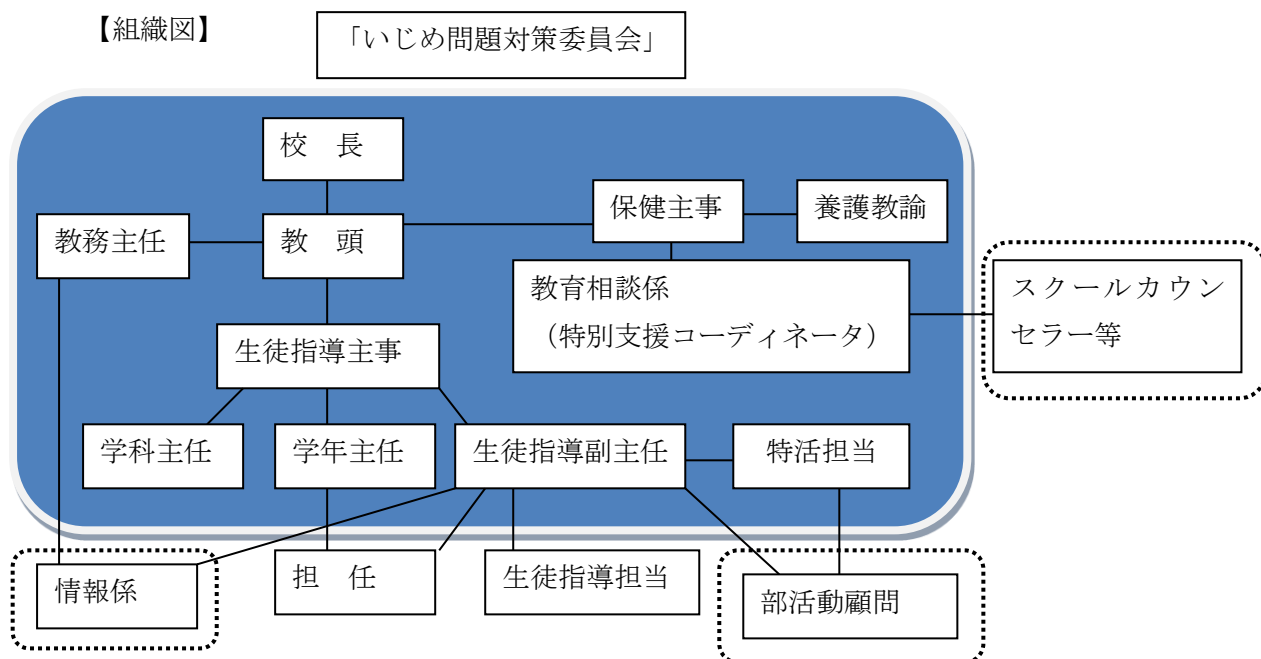 【組織図】
「いじめ問題対策委員会」
校　長
教務主任
教　頭
保健主事
養護教諭
教育相談係
（特別支援コーディネータ）
スクールカウン
セラー等
生徒指導主事
学科主任
学年主任
生徒指導副主任
特活担当
情報係
担　任
生徒指導担当
部活動顧問